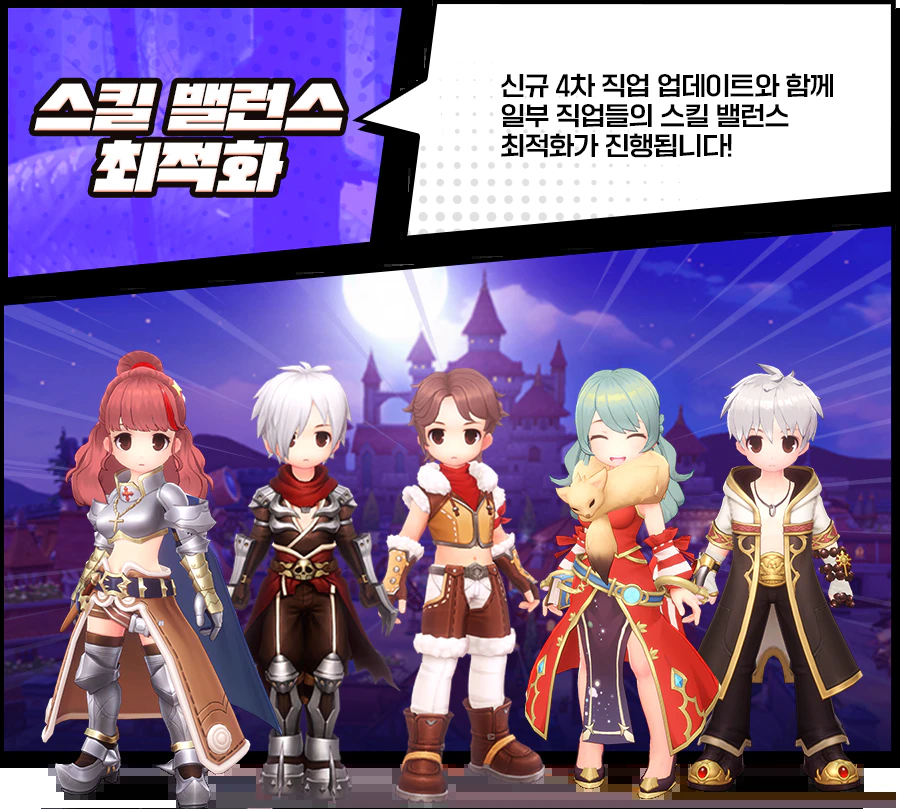 스킬 밸런스
최적화
신규 4차 직업 업데이트와 함께
일부 직업들의 스킬 밸런스
최적화가 진행됩니다!